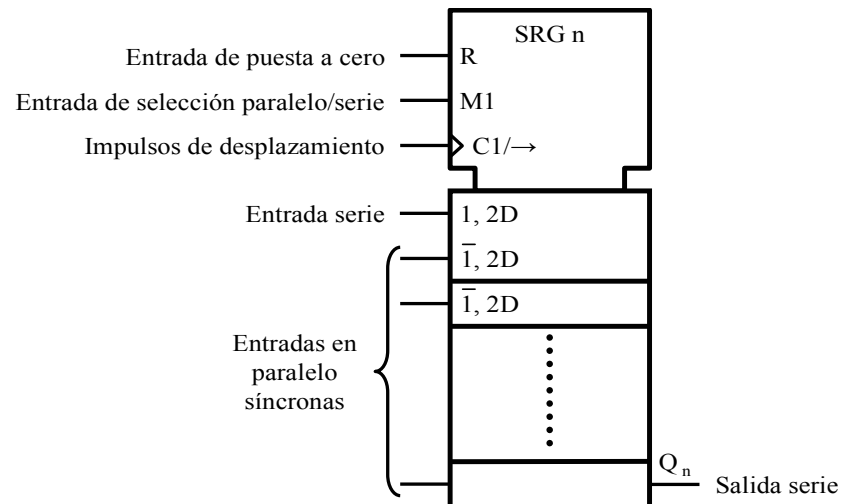 SRG n
Entrada de puesta a cero
R
Entrada de selección paralelo/serie
M1
Impulsos de desplazamiento
C1/→
Entrada serie
1, 2D
1̅, 2D
1̅, 2D
Entradas en
paralelo
síncronas
Qn
Salida serie